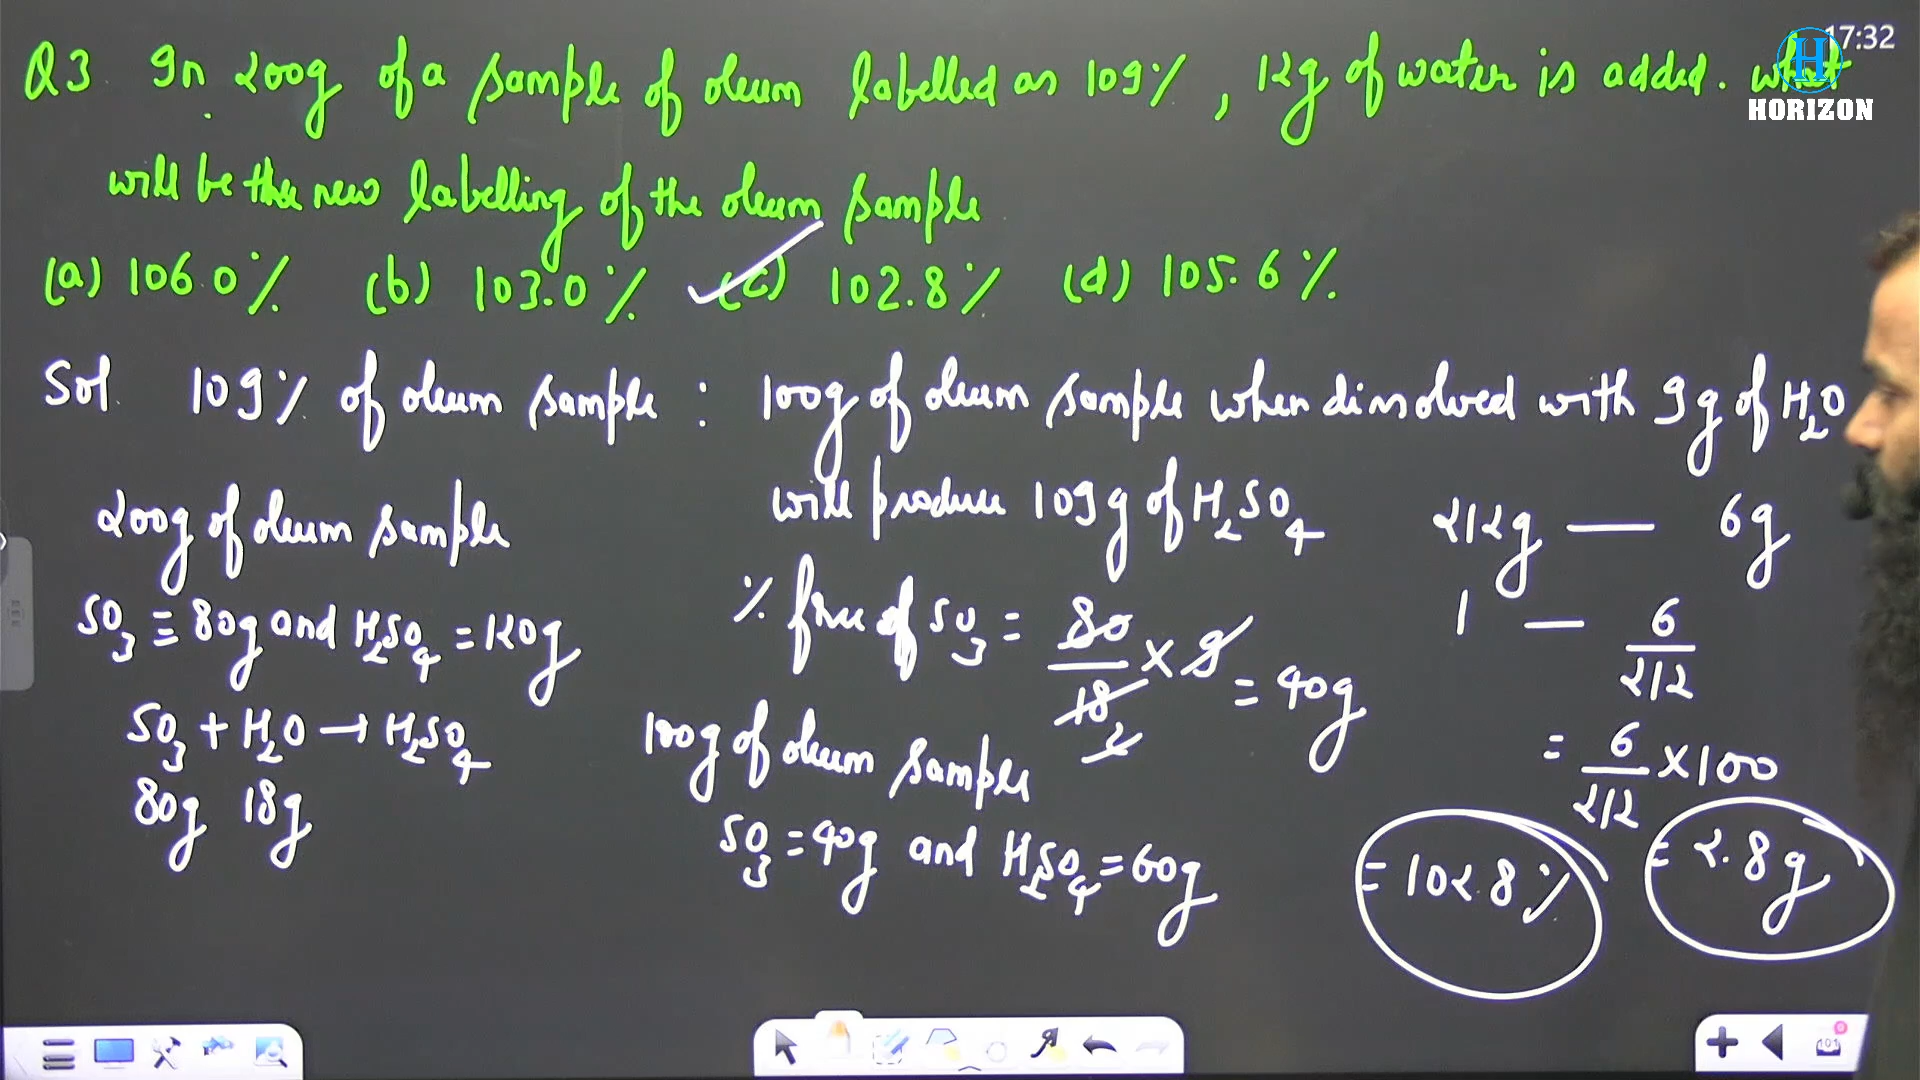 17:32
HORIZON
Q3 In 200g of a sample of oleum labelled as 109%, 12g of water is added. what
will be the new labelling of the oleum sample
(a) 106.0% (b) 103.0% (c) 102.8% (d) 105.6%
Sol. 109% of oleum sample : 100g of oleum sample when dissolved with 9g of H₂O
will produce 109g of H₂SO₄
200g of oleum sample
SO₃ ≡ 80g and H₂SO₄ = 120g
SO₃ + H₂O → H₂SO₄
80g 18g
% free of SO₃ = 80/18 × 9 = 40g
2
100g of oleum sample
SO₃ = 40g and H₂SO₄ = 60g
212g — 6g
1 — 6/212
= 6/212 × 100
= 2.8g
= 102.8%